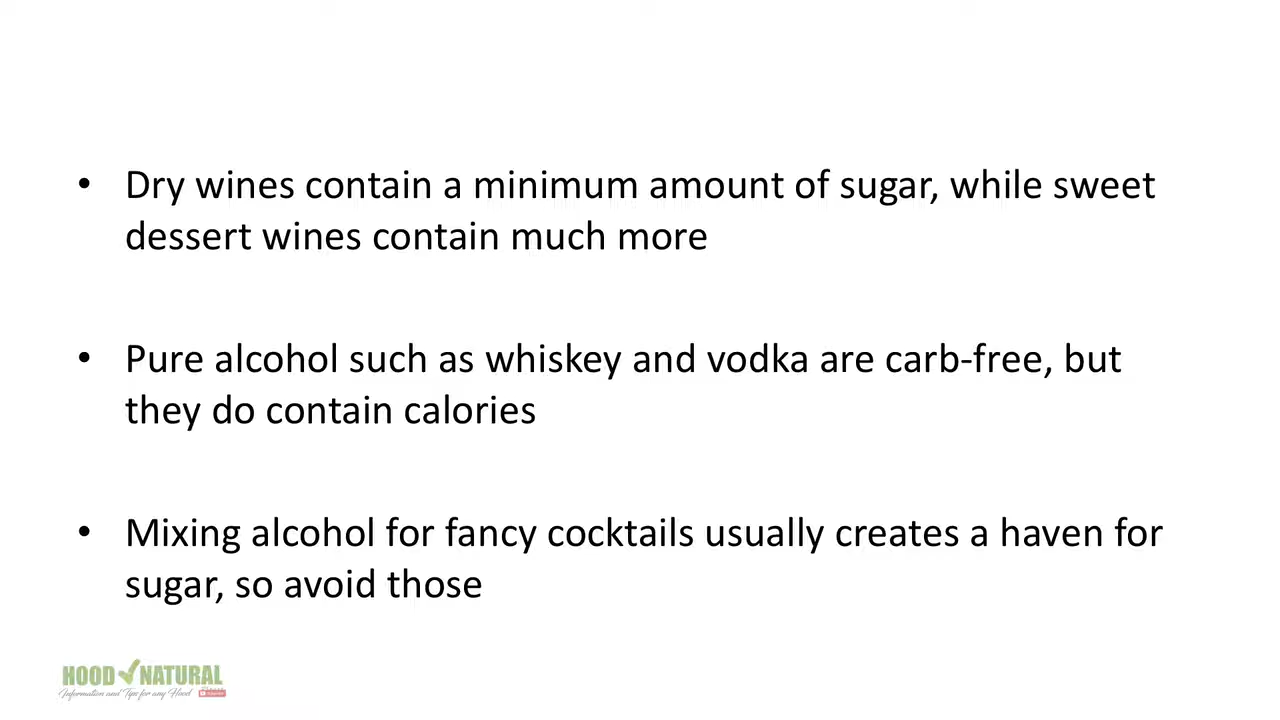 • Dry wines contain a minimum amount of sugar, while sweet
dessert wines contain much more
• Pure alcohol such as whiskey and vodka are carb-free, but
they do contain calories
• Mixing alcohol for fancy cocktails usually creates a haven for
sugar, so avoid those
HOOD NATURAL
Information and Tips for any Hood